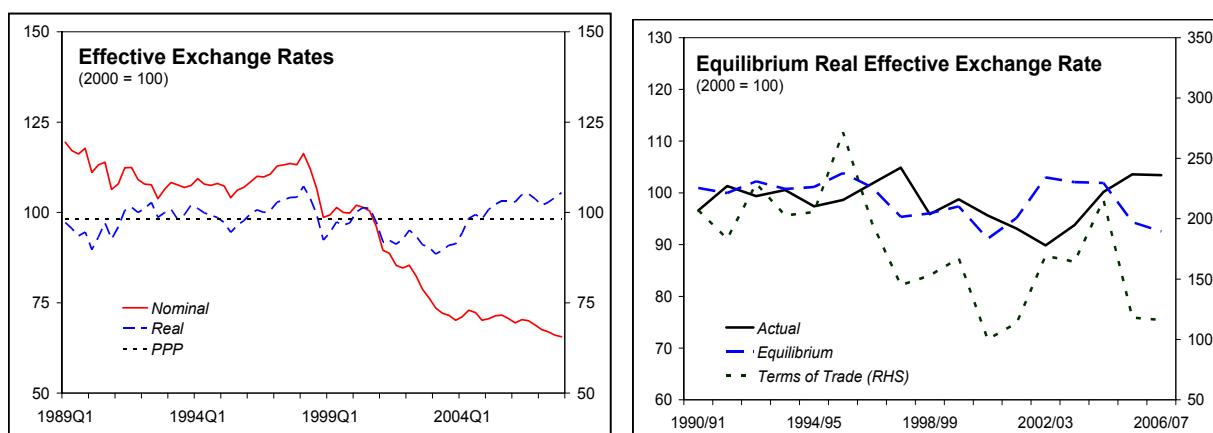 Effective Exchange Rates
(2000 = 100)
150
125
100
75
50
150
125
100
75
50
Nominal
Real
PPP
1989Q1
1994Q1
1999Q1
2004Q1
Equilibrium Real Effective Exchange Rate
(2000 = 100)
130
120
110
100
90
80
70
60
350
300
250
200
150
100
50
Actual
Equilibrium
Terms of Trade (RHS)
1990/91
1994/95
1998/99
2002/03
2006/07